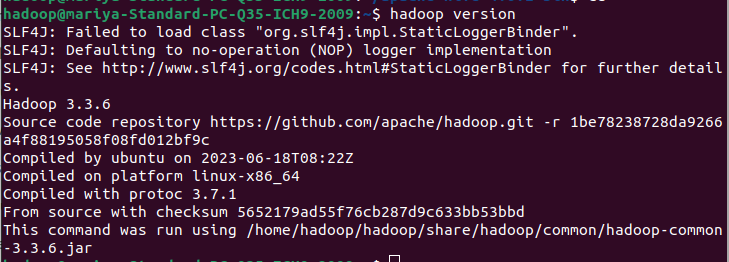 hadoop@mariya-Standard-PC-Q35-ICH9-2009:~$ hadoop version
SLF4J: Failed to load class "org.slf4j.impl.StaticLoggerBinder".
SLF4J: Defaulting to no-operation (NOP) logger implementation
SLF4J: See http://www.slf4j.org/codes.html#StaticLoggerBinder for further detail
s.
Hadoop 3.3.6
Source code repository https://github.com/apache/hadoop.git -r 1be78238728da9266
a4f88195058f08fd012bf9c
Compiled by ubuntu on 2023-06-18T08:22Z
Compiled on platform linux-x86_64
Compiled with protoc 3.7.1
From source with checksum 5652179ad55f76cb287d9c633bb53bbd
This command was run using /home/hadoop/hadoop/share/hadoop/common/hadoop-common
-3.3.6.jar